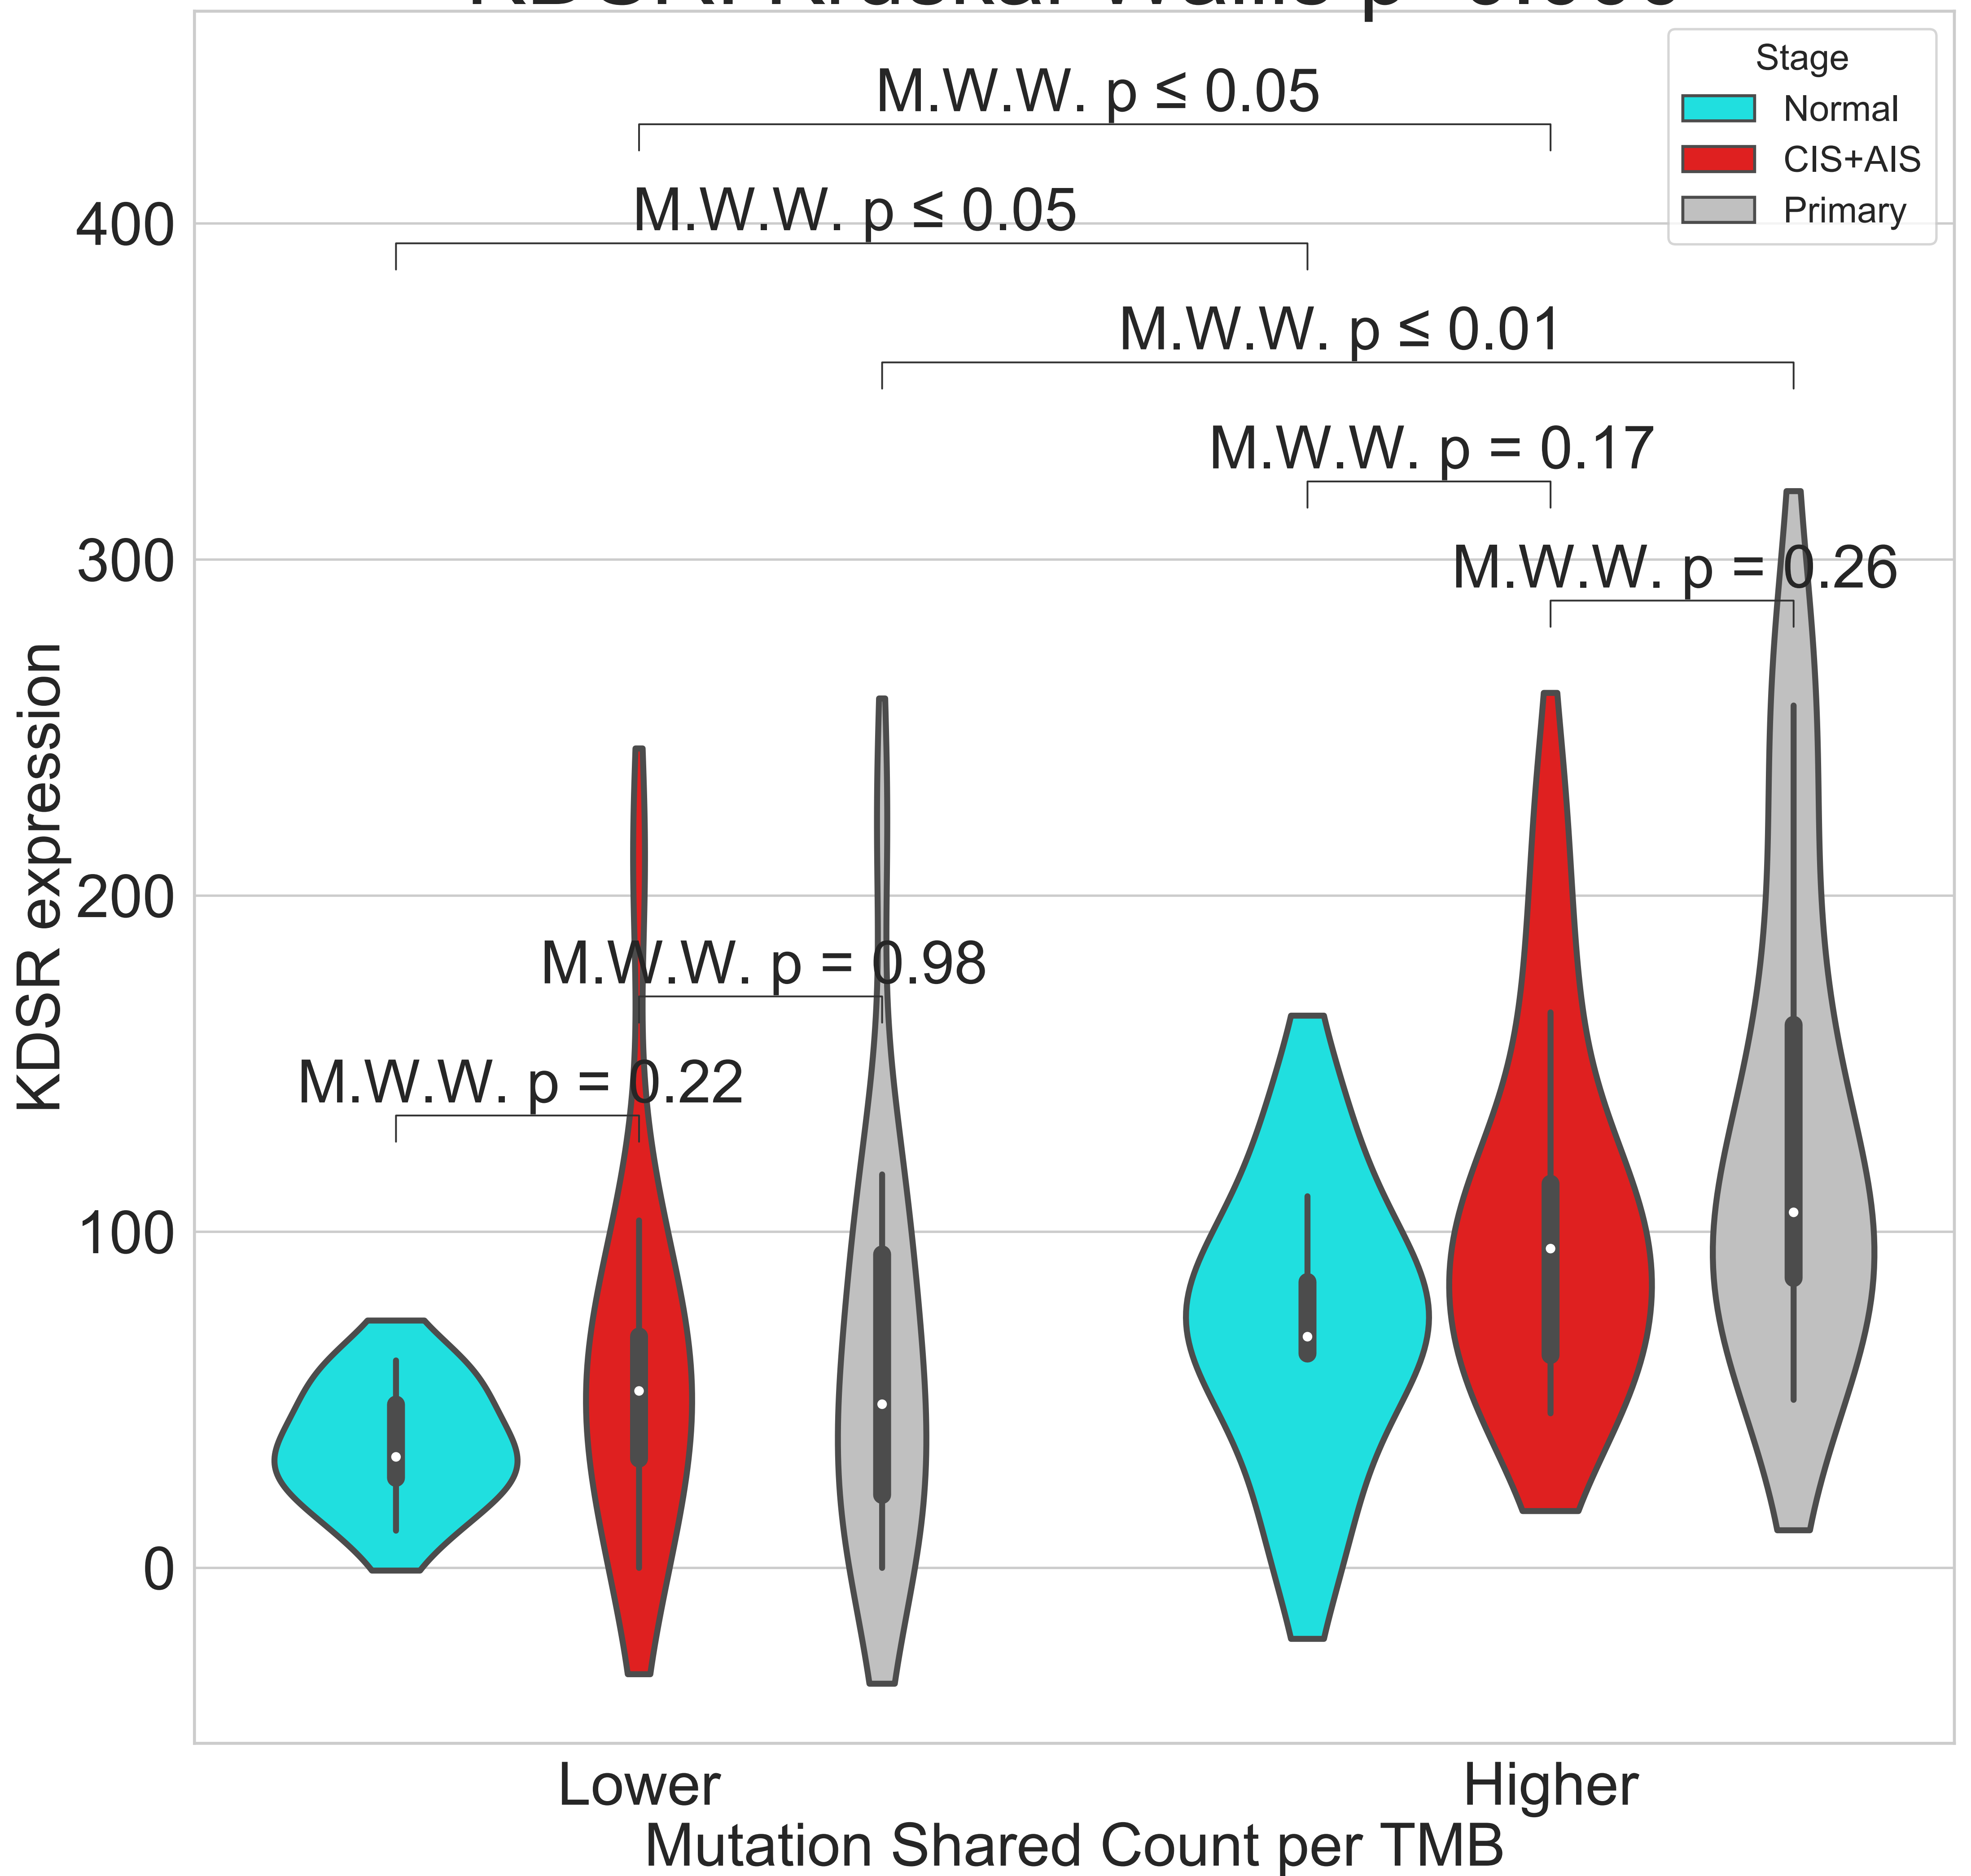 Stage
Normal
CIS+AIS
Primary
M.W.W. p ≤ 0.05
M.W.W. p ≤ 0.05
M.W.W. p ≤ 0.01
M.W.W. p = 0.17
M.W.W. p = 0.26
M.W.W. p = 0.98
M.W.W. p = 0.22
400
300
200
100
0
KDSR expression
Lower
Higher
Mutation Shared Count per TMB